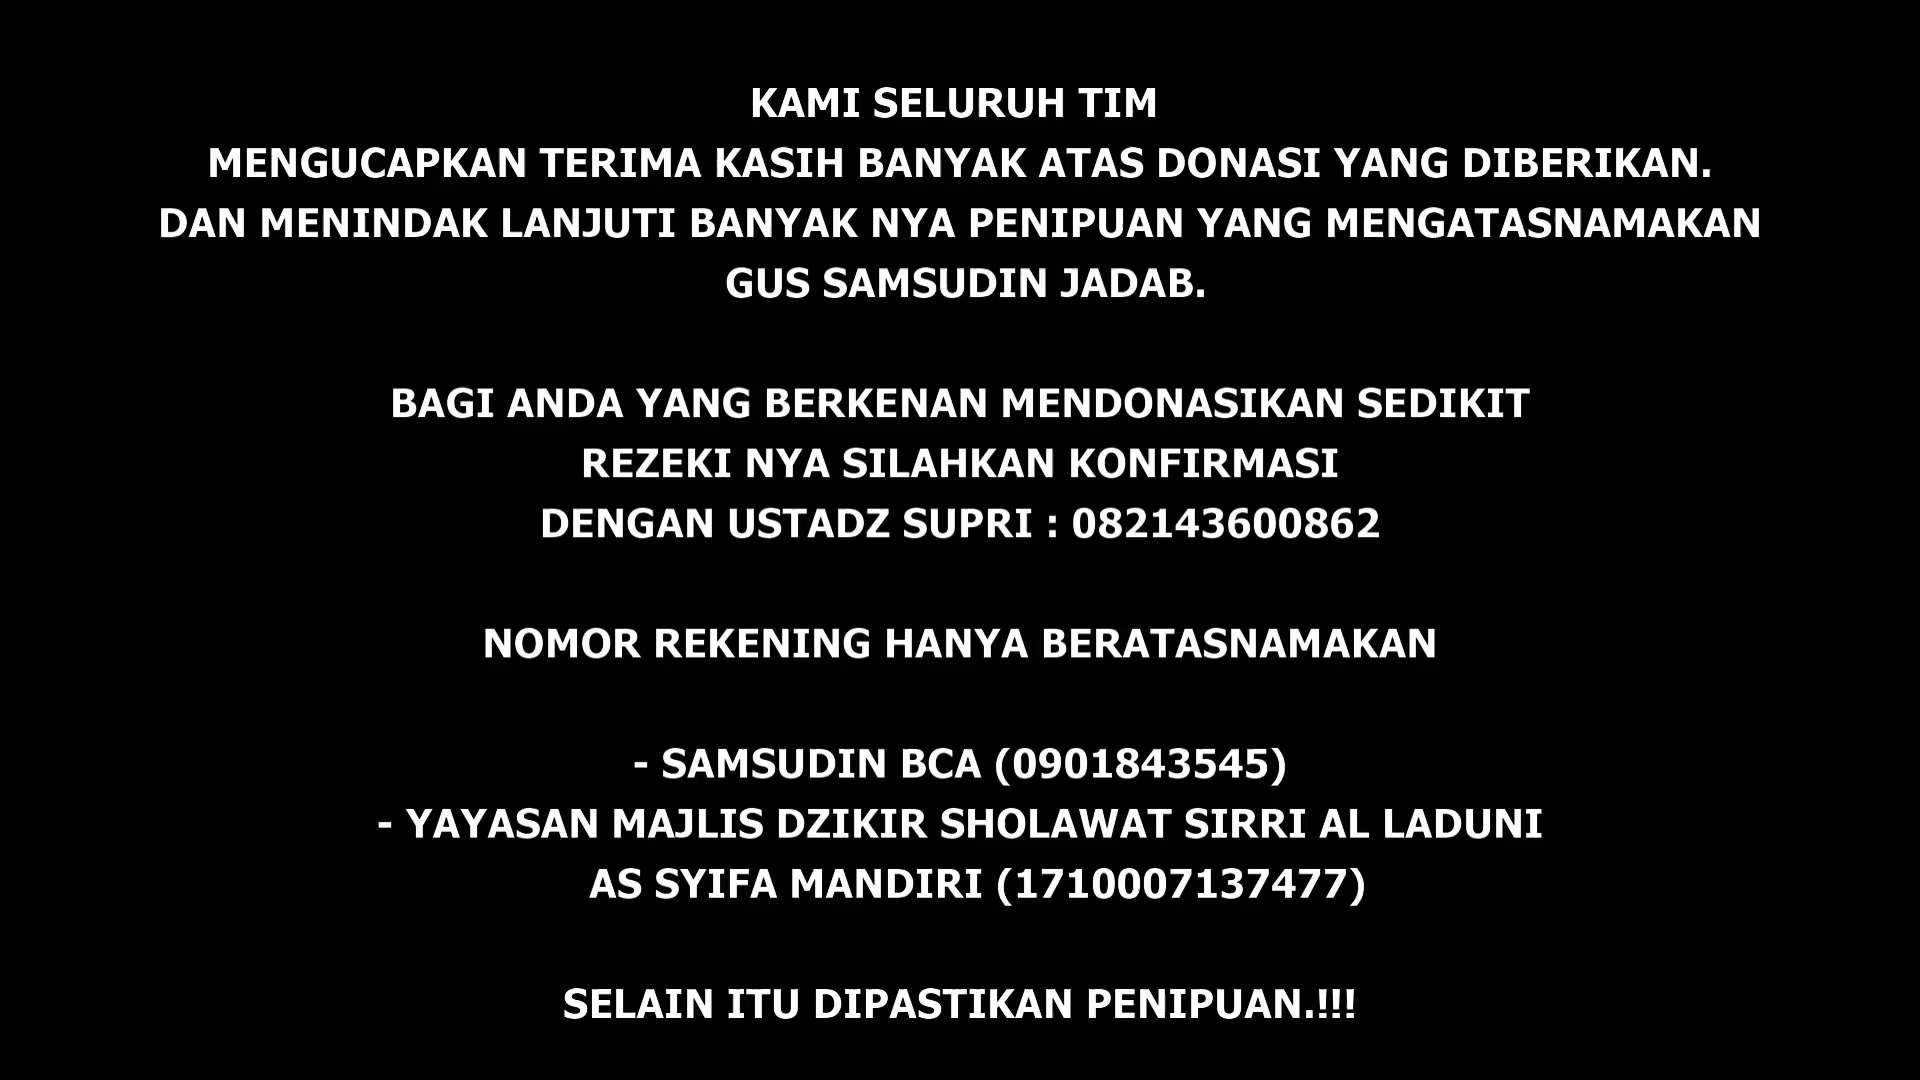 KAMI SELURUH TIM
MENGUCAPKAN TERIMA KASIH BANYAK ATAS DONASI YANG DIBERIKAN.
DAN MENINDAK LANJUTI BANYAK NYA PENIPUAN YANG MENGATASNAMAKAN
GUS SAMSUDIN JADAB.
BAGI ANDA YANG BERKENAN MENDONASIKAN SEDIKIT
REZEKI NYA SILAHKAN KONFIRMASI
DENGAN USTADZ SUPRI : 082143600862
NOMOR REKENING HANYA BERATASNAMAKAN
- SAMSUDIN BCA (0901843545)
- YAYASAN MAJLIS DZIKIR SHOLAWAT SIRRI AL LADUNI
AS SYIFA MANDIRI (1710007137477)
SELAIN ITU DIPASTIKAN PENIPUAN.!!!